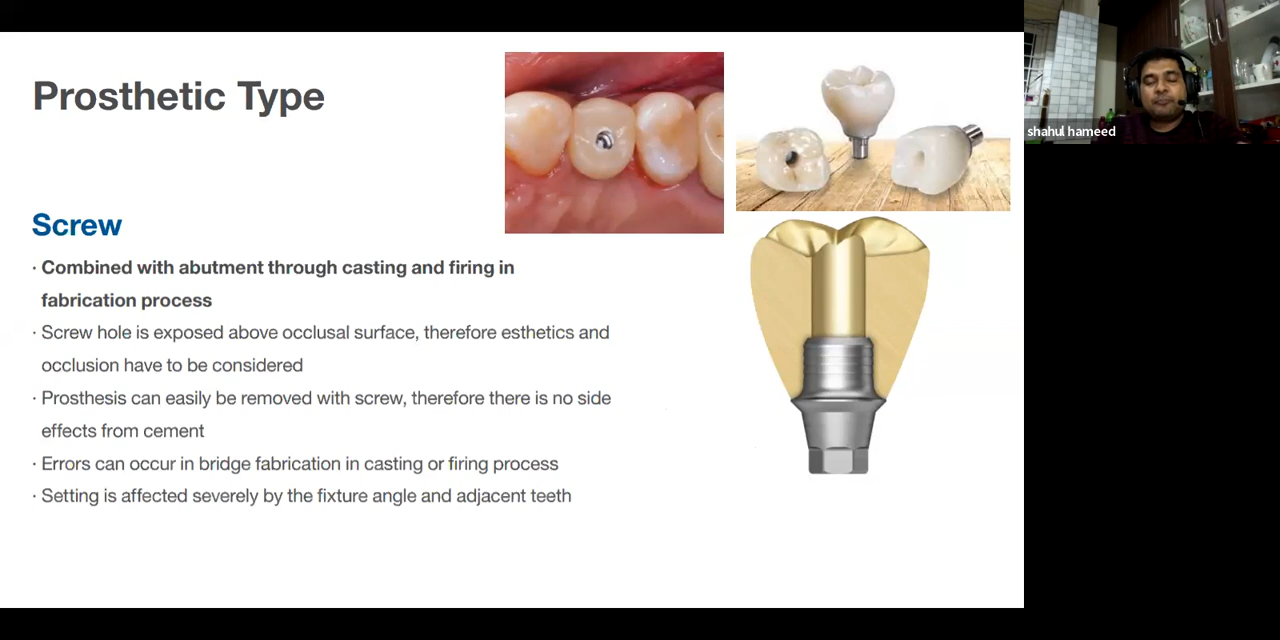 Prosthetic Type
shahul hameed
Screw
· Combined with abutment through casting and firing in
fabrication process
· Screw hole is exposed above occlusal surface, therefore esthetics and
occlusion have to be considered
· Prosthesis can easily be removed with screw, therefore there is no side
effects from cement
· Errors can occur in bridge fabrication in casting or firing process
· Setting is affected severely by the fixture angle and adjacent teeth